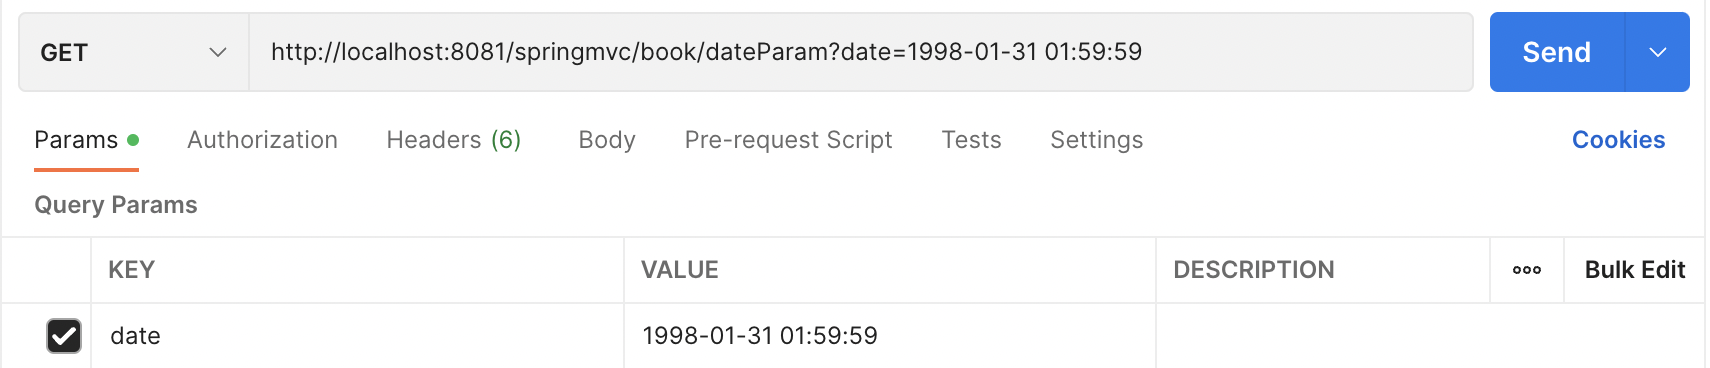 GET http://localhost:8081/springmvc/book/dateParam?date=1998-01-31 01:59:59 Send
Params Authorization Headers (6) Body Pre-request Script Tests Settings Cookies
Query Params
KEY VALUE DESCRIPTION ooo Bulk Edit
date 1998-01-31 01:59:59